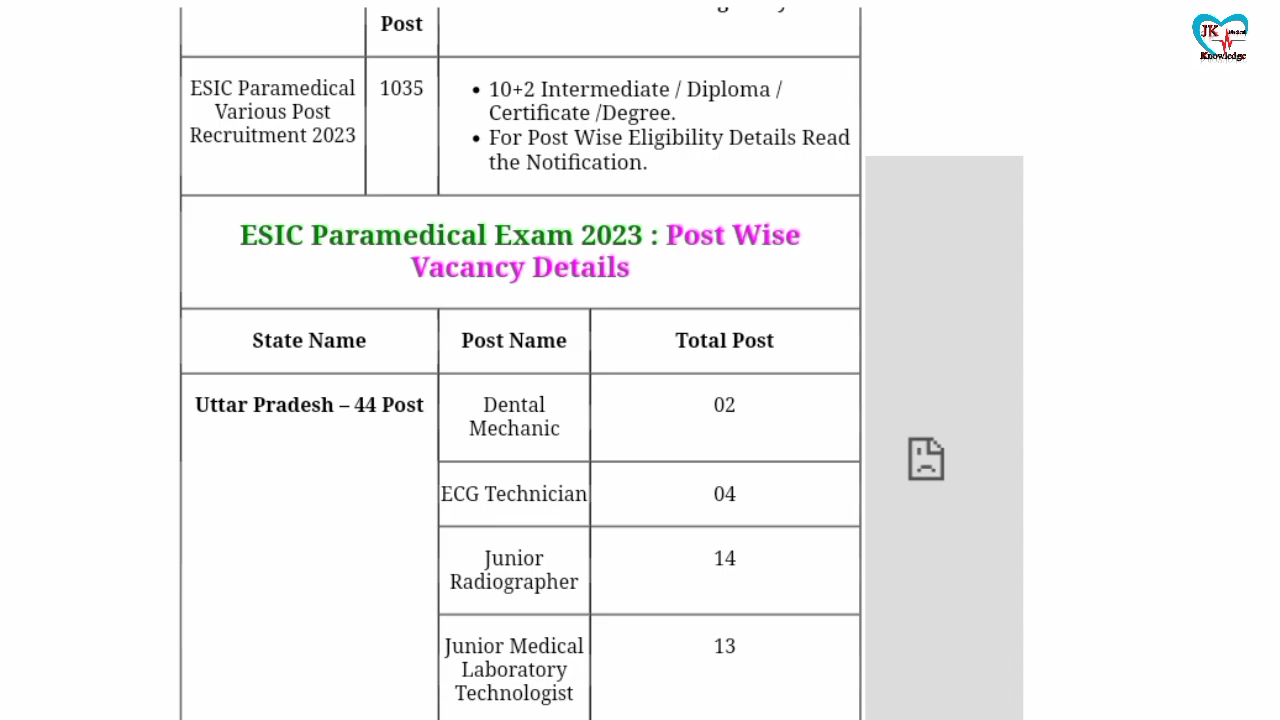 Post
ESIC Paramedical
Various Post
Recruitment 2023
1035
• 10+2 Intermediate / Diploma /
Certificate /Degree.
• For Post Wise Eligibility Details Read
the Notification.
ESIC Paramedical Exam 2023 : Post Wise
Vacancy Details
State Name
Post Name
Total Post
Uttar Pradesh – 44 Post
Dental
Mechanic
02
ECG Technician
04
Junior
Radiographer
14
Junior Medical
Laboratory
Technologist
13
JK
Knowledge